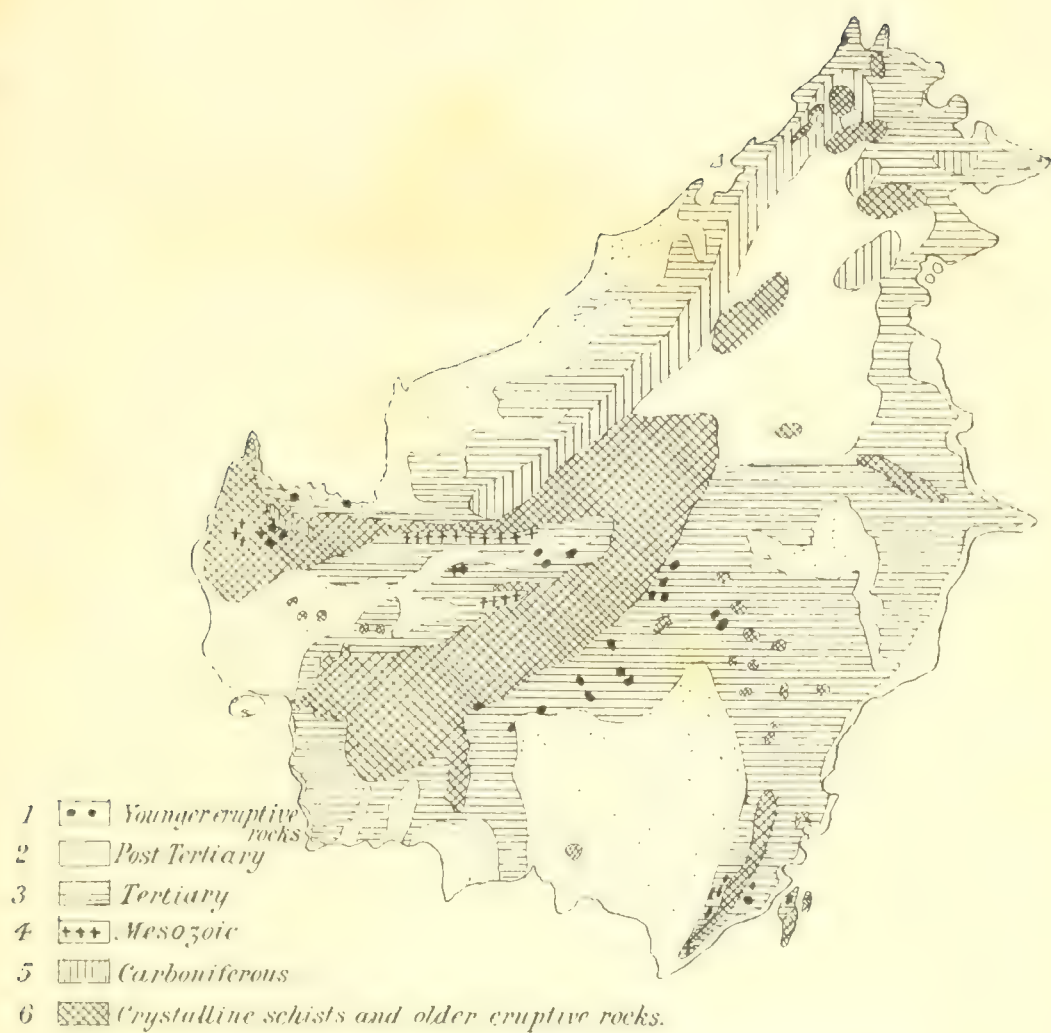 1 Younger eruptive
rocks
2 Post Tertiary
3 Tertiary
4 Mesozoic
5 Carboniferous
6 Crystalline schists and older eruptive rocks.